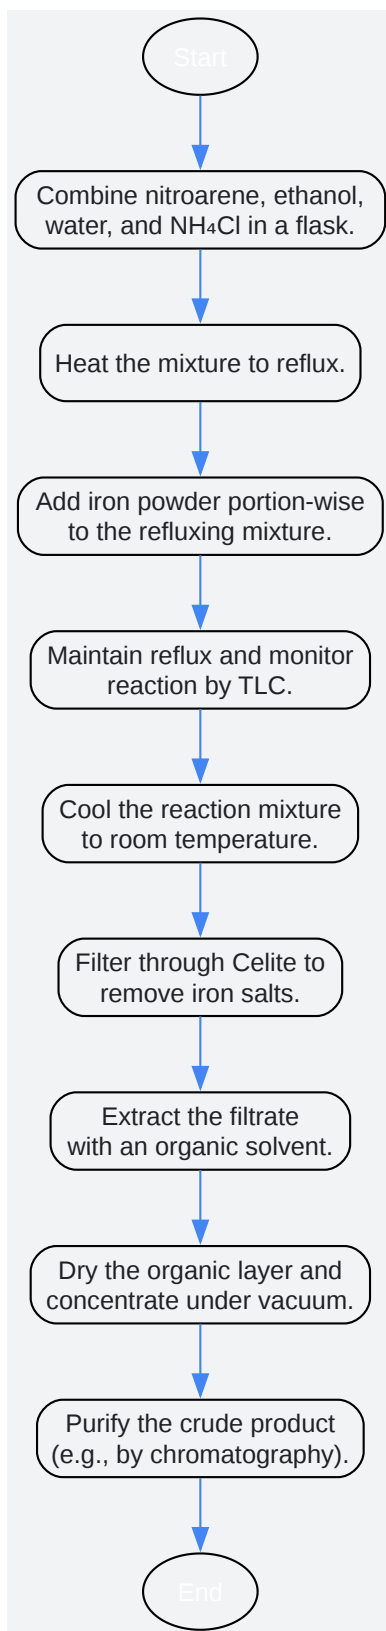 Start
Combine nitroarene, ethanol,
water, and NH₄Cl in a flask.
Heat the mixture to reflux.
Add iron powder portion-wise
to the refluxing mixture.
Maintain reflux and monitor
reaction by TLC.
Cool the reaction mixture
to room temperature.
Filter through Celite to
remove iron salts.
Extract the filtrate
with an organic solvent.
Dry the organic layer and
concentrate under vacuum.
Purify the crude product
(e.g., by chromatography).
End